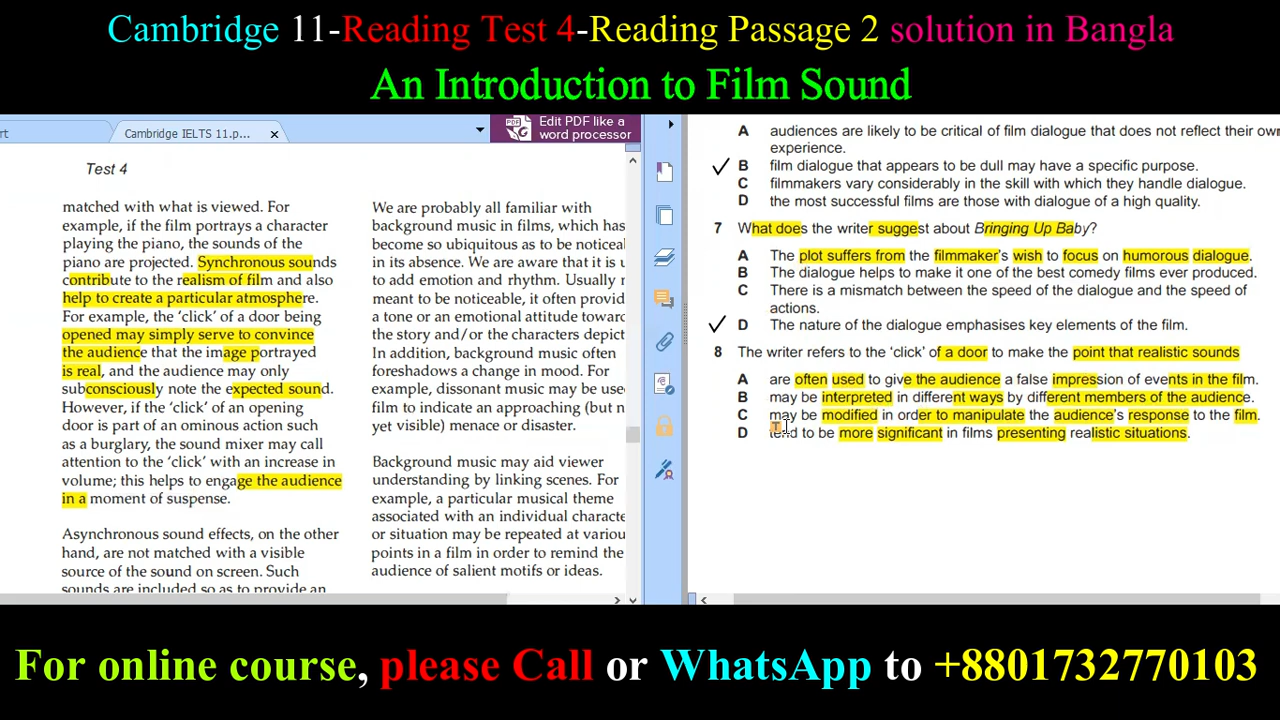 Cambridge 11-Reading Test 4-Reading Passage 2 solution in Bangla
An Introduction to Film Sound
Cambridge IELTS 11.p...
Edit PDF like a
word processor
Test 4
matched with what is viewed. For
example, if the film portrays a character
playing the piano, the sounds of the
piano are projected. Synchronous sounds
contribute to the realism of film and also
help to create a particular atmosphere.
For example, the 'click' of a door being
opened may simply serve to convince
the audience that the image portrayed
is real, and the audience may only
subconsciously note the expected sound.
However, if the 'click' of an opening
door is part of an ominous action such
as a burglary, the sound mixer may call
attention to the 'click' with an increase in
volume; this helps to engage the audience
in a moment of suspense.
Asynchronous sound effects, on the other
hand, are not matched with a visible
source of the sound on screen. Such
sounds are included so as to provide an
We are probably all familiar with
background music in films, which has
become so ubiquitous as to be noticea
in its absence. We are aware that it is u
to add emotion and rhythm. Usually n
meant to be noticeable, it often provid
a tone or an emotional attitude towar
the story and/or the characters depict
In addition, background music often
foreshadows a change in mood. For
example, dissonant music may be use
film to indicate an approaching (but n
yet visible) menace or disaster.
Background music may aid viewer
understanding by linking scenes. For
example, a particular musical theme
associated with an individual characte
or situation may be repeated at variou
points in a film in order to remind the
audience of salient motifs or ideas.
A audiences are likely to be critical of film dialogue that does not reflect their own
experience.
B film dialogue that appears to be dull may have a specific purpose.
C filmmakers vary considerably in the skill with which they handle dialogue.
D the most successful films are those with dialogue of a high quality.
7 What does the writer suggest about Bringing Up Baby?
A The plot suffers from the filmmaker's wish to focus on humorous dialogue.
B The dialogue helps to make it one of the best comedy films ever produced.
C There is a mismatch between the speed of the dialogue and the speed of
actions.
D The nature of the dialogue emphasises key elements of the film.
8 The writer refers to the 'click' of a door to make the point that realistic sounds
A are often used to give the audience a false impression of events in the film.
B may be interpreted in different ways by different members of the audience.
C may be modified in order to manipulate the audience's response to the film.
D tend to be more significant in films presenting realistic situations.
For online course, please Call or WhatsApp to +8801732770103